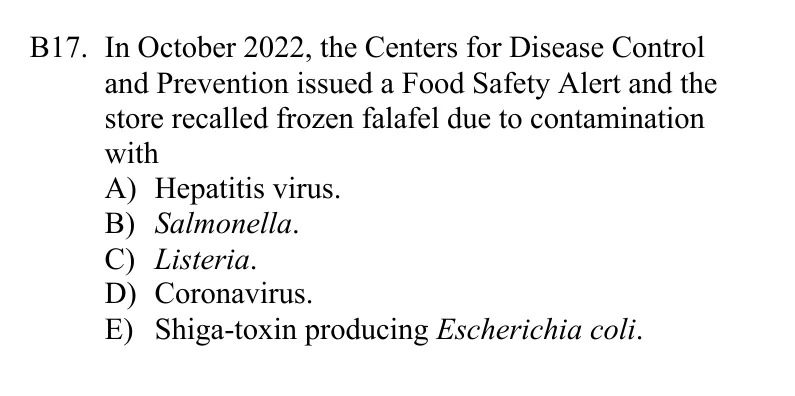 B17. In October 2022, the Centers for Disease Control
and Prevention issued a Food Safety Alert and the
store recalled frozen falafel due to contamination
with
A) Hepatitis virus.
B) Salmonella.
C) Listeria.
D) Coronavirus.
E) Shiga-toxin producing Escherichia coli.